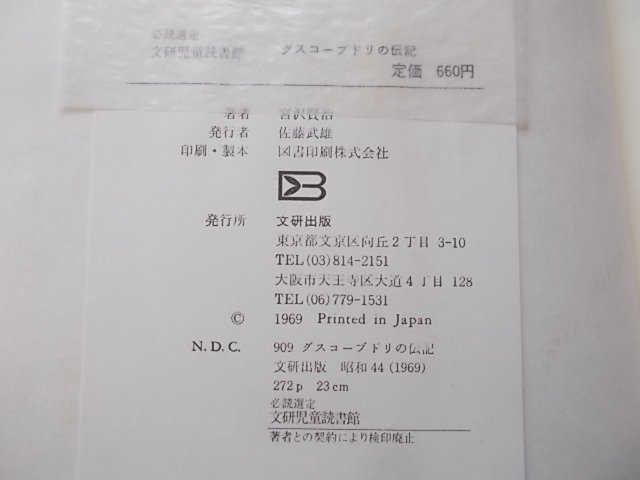 必読選定
文研児童読書館 グスコーブドリの伝記
定価 660円
著者 宮沢賢治
発行者 佐藤武雄
印刷・製本 図書印刷株式会社
発行所 文研出版
東京都文京区向丘2丁目 3-10
TEL(03)814-2151
大阪市天王寺区大道4丁目 128
TEL(06)779-1531
© 1969 Printed in Japan
N.D.C. 909 グスコーブドリの伝記
文研出版 昭和44(1969)
272p 23cm
必読選定
文研児童読書館
著者との契約により検印廃止